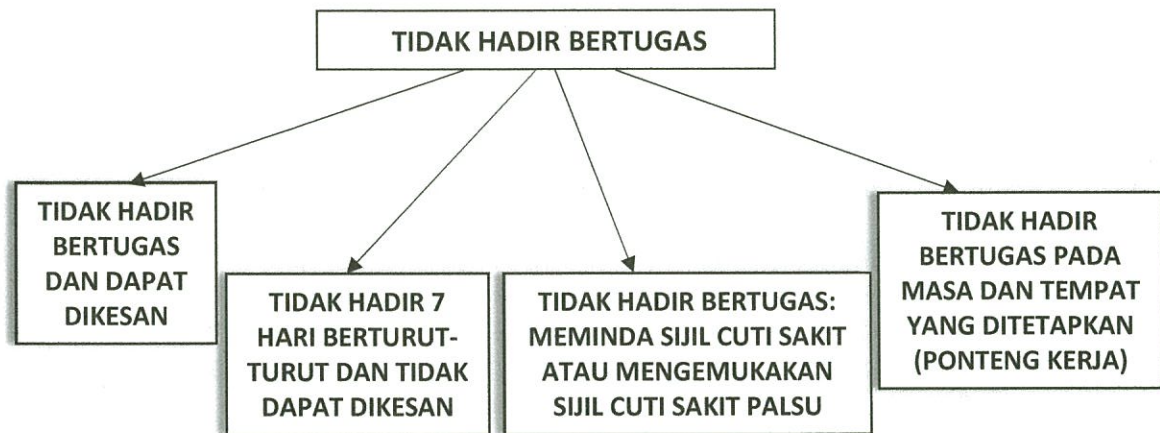 TIDAK HADIR BERTUGAS
TIDAK HADIR
BERTUGAS
DAN DAPAT
DIKESAN
TIDAK HADIR 7
HARI BERTURUT-
TURUT DAN TIDAK
DAPAT DIKESAN
TIDAK HADIR BERTUGAS:
MEMINDA SIJIL CUTI SAKIT
ATAU MENGEMUKAKAN
SIJIL CUTI SAKIT PALSU
TIDAK HADIR
BERTUGAS PADA
MASA DAN TEMPAT
YANG DITETAPKAN
(PONTENG KERJA)